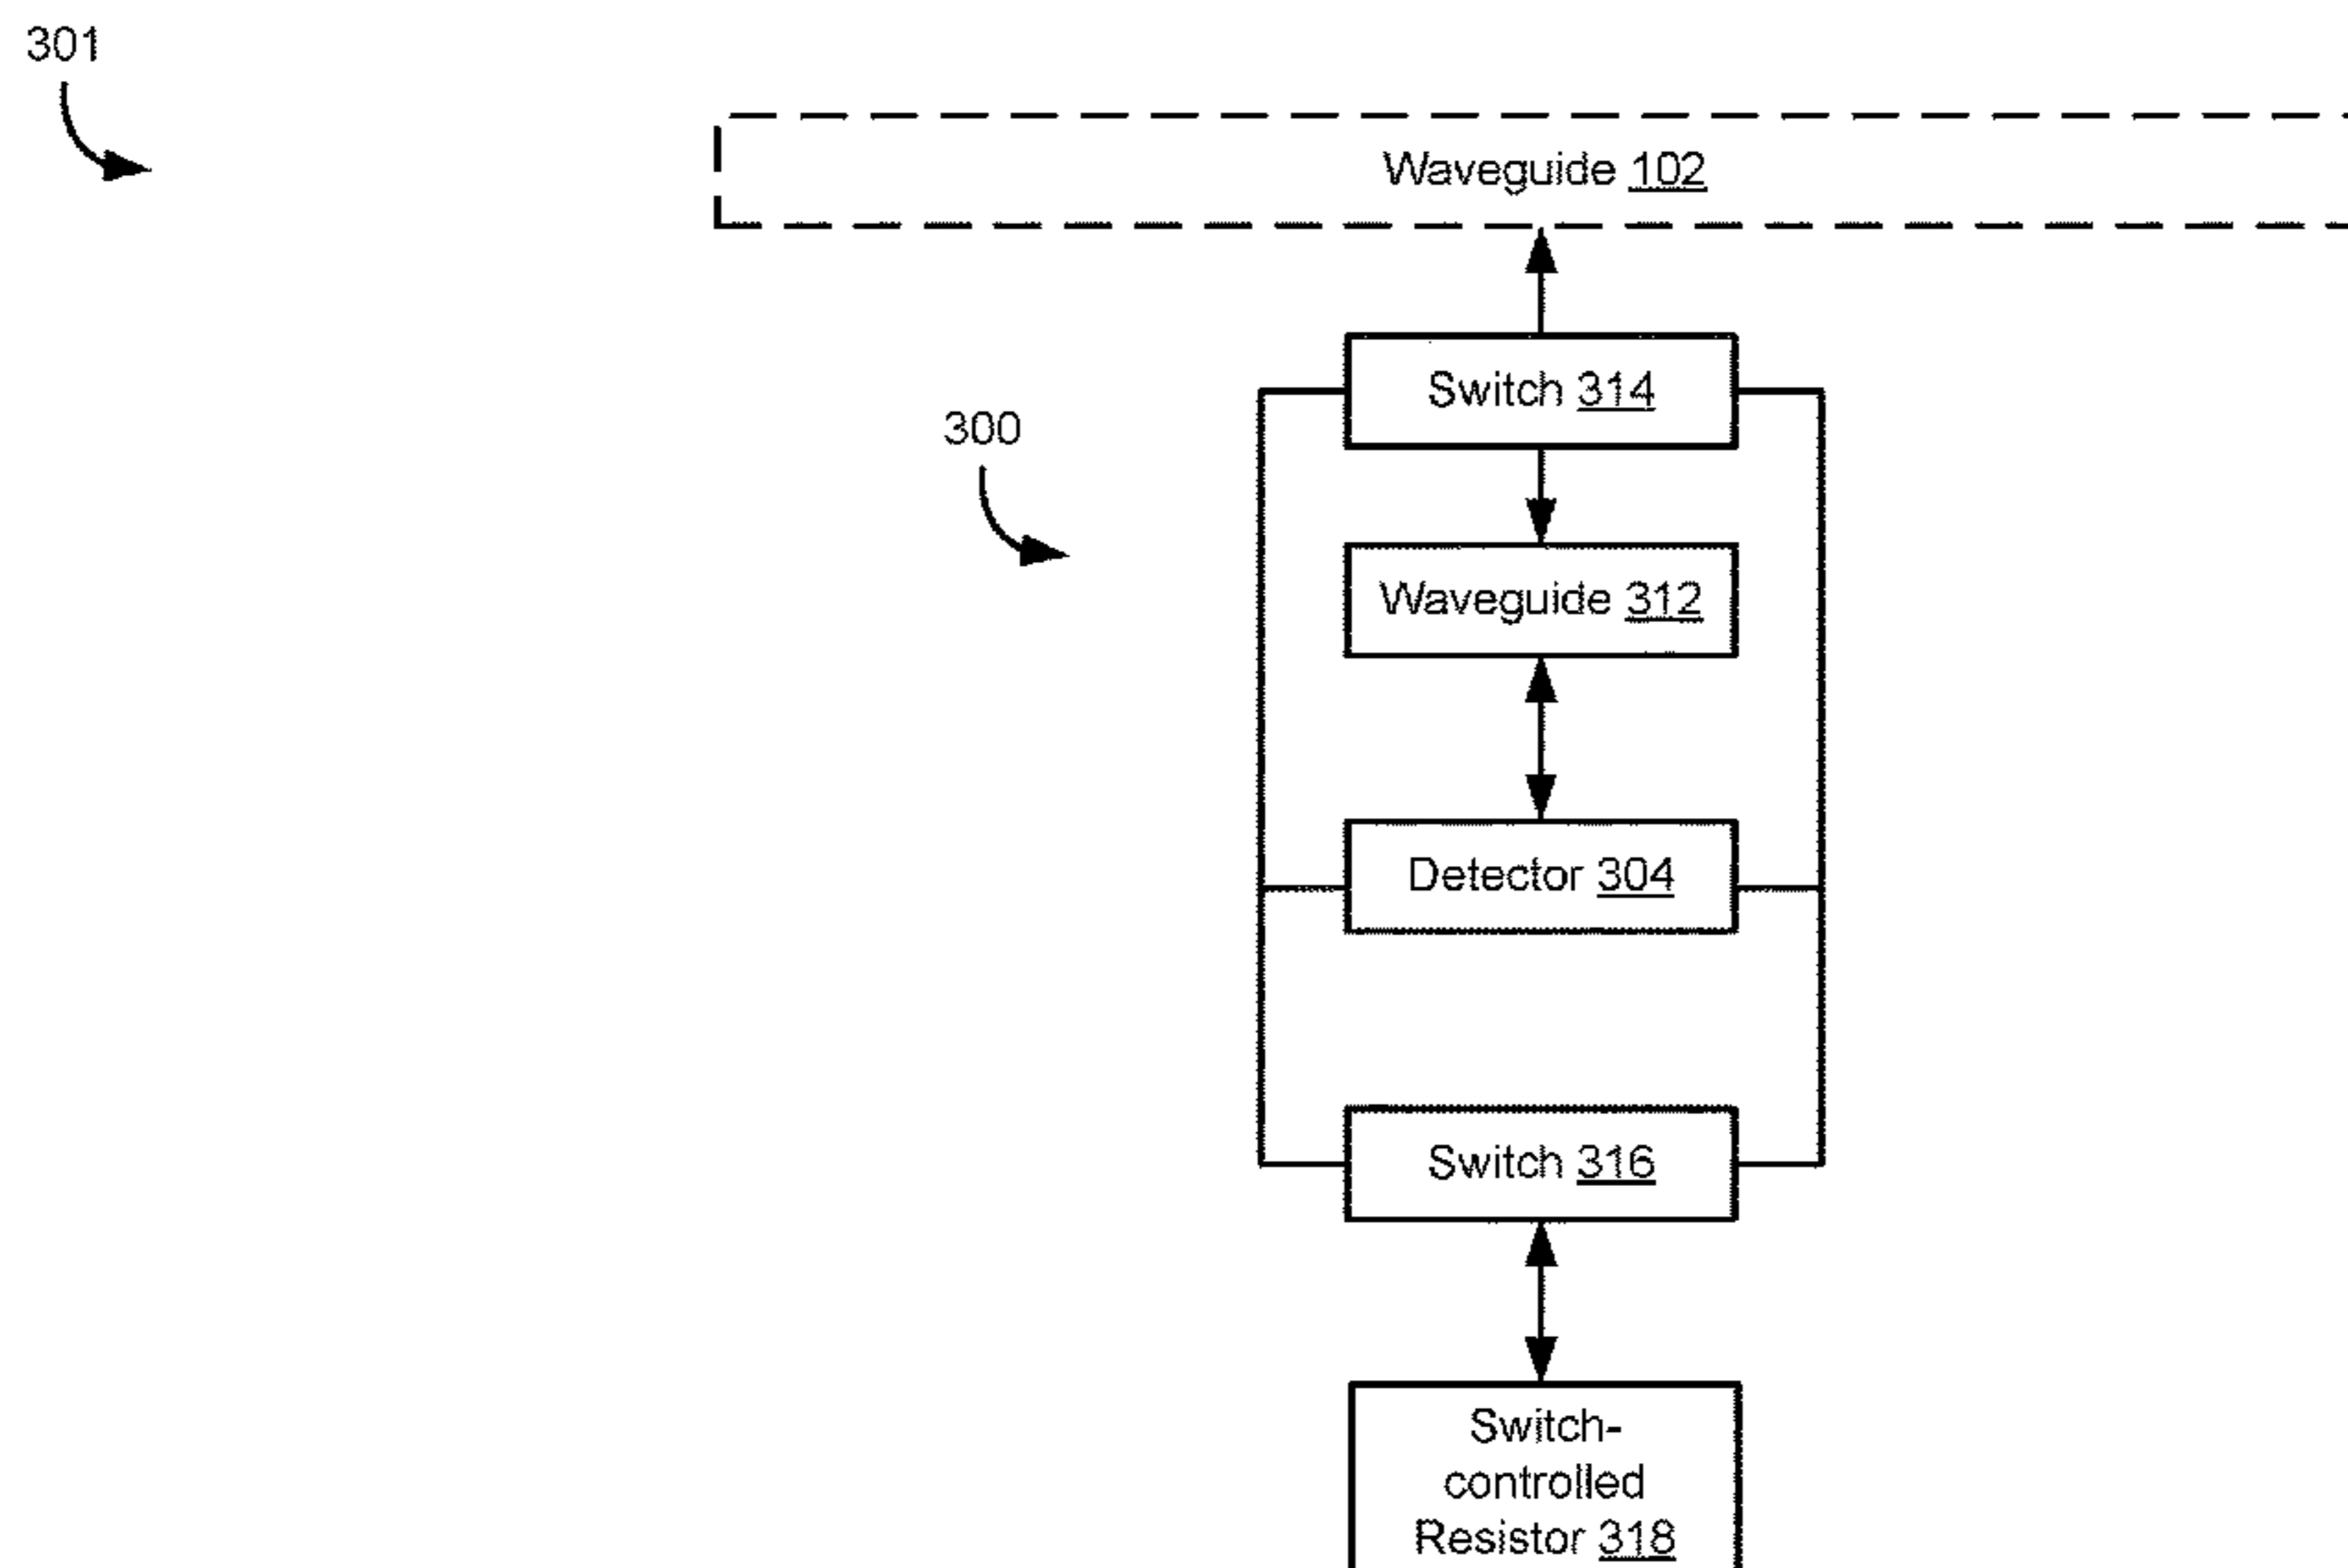 301
Waveguide 102
Switch 314
300
Waveguide 312
Detector 304
Switch 316
Switch-
controlled
Resistor 318